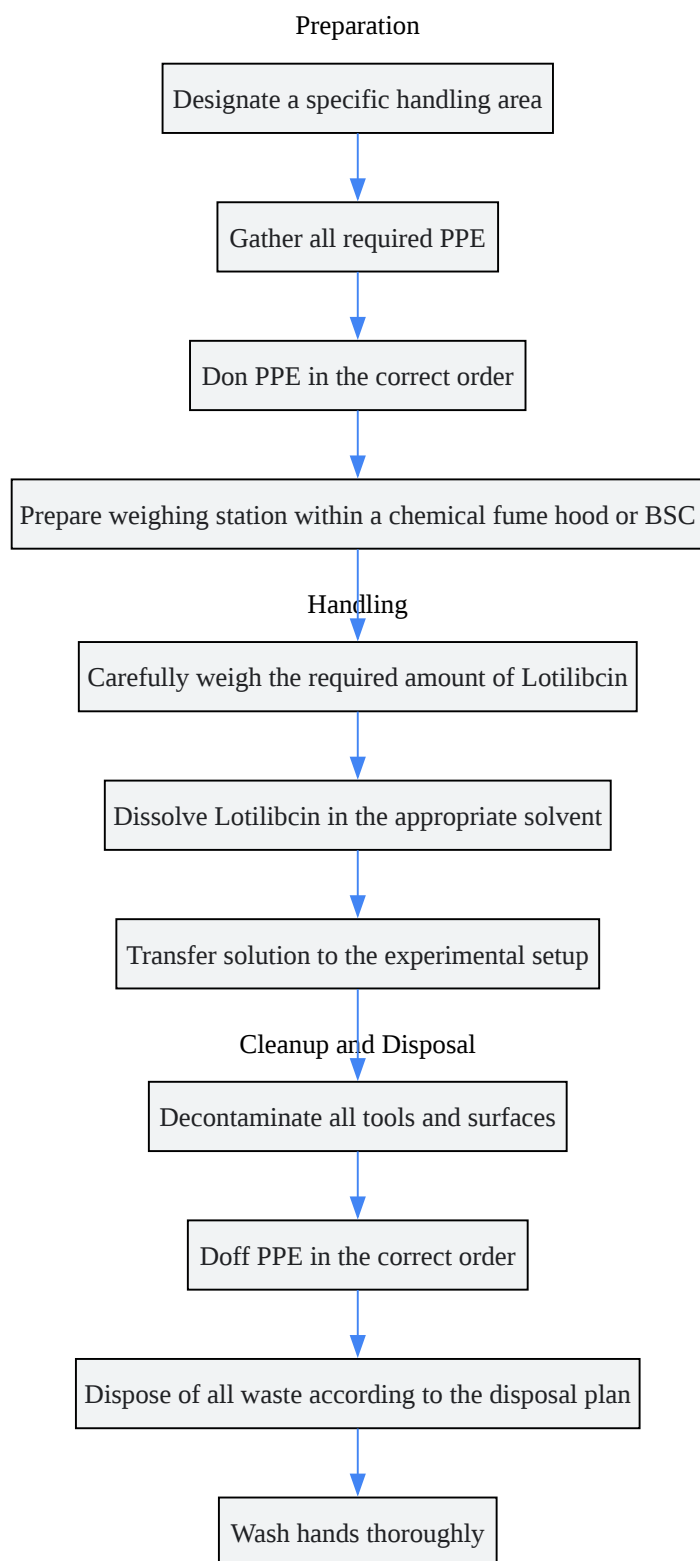 Preparation
Designate a specific handling area
Gather all required PPE
Don PPE in the correct order
Prepare weighing station within a chemical fume hood or BSC
Handling
Carefully weigh the required amount of Lotilibcin
Dissolve Lotilibcin in the appropriate solvent
Transfer solution to the experimental setup
Cleanup and Disposal
Decontaminate all tools and surfaces
Doff PPE in the correct order
Dispose of all waste according to the disposal plan
Wash hands thoroughly